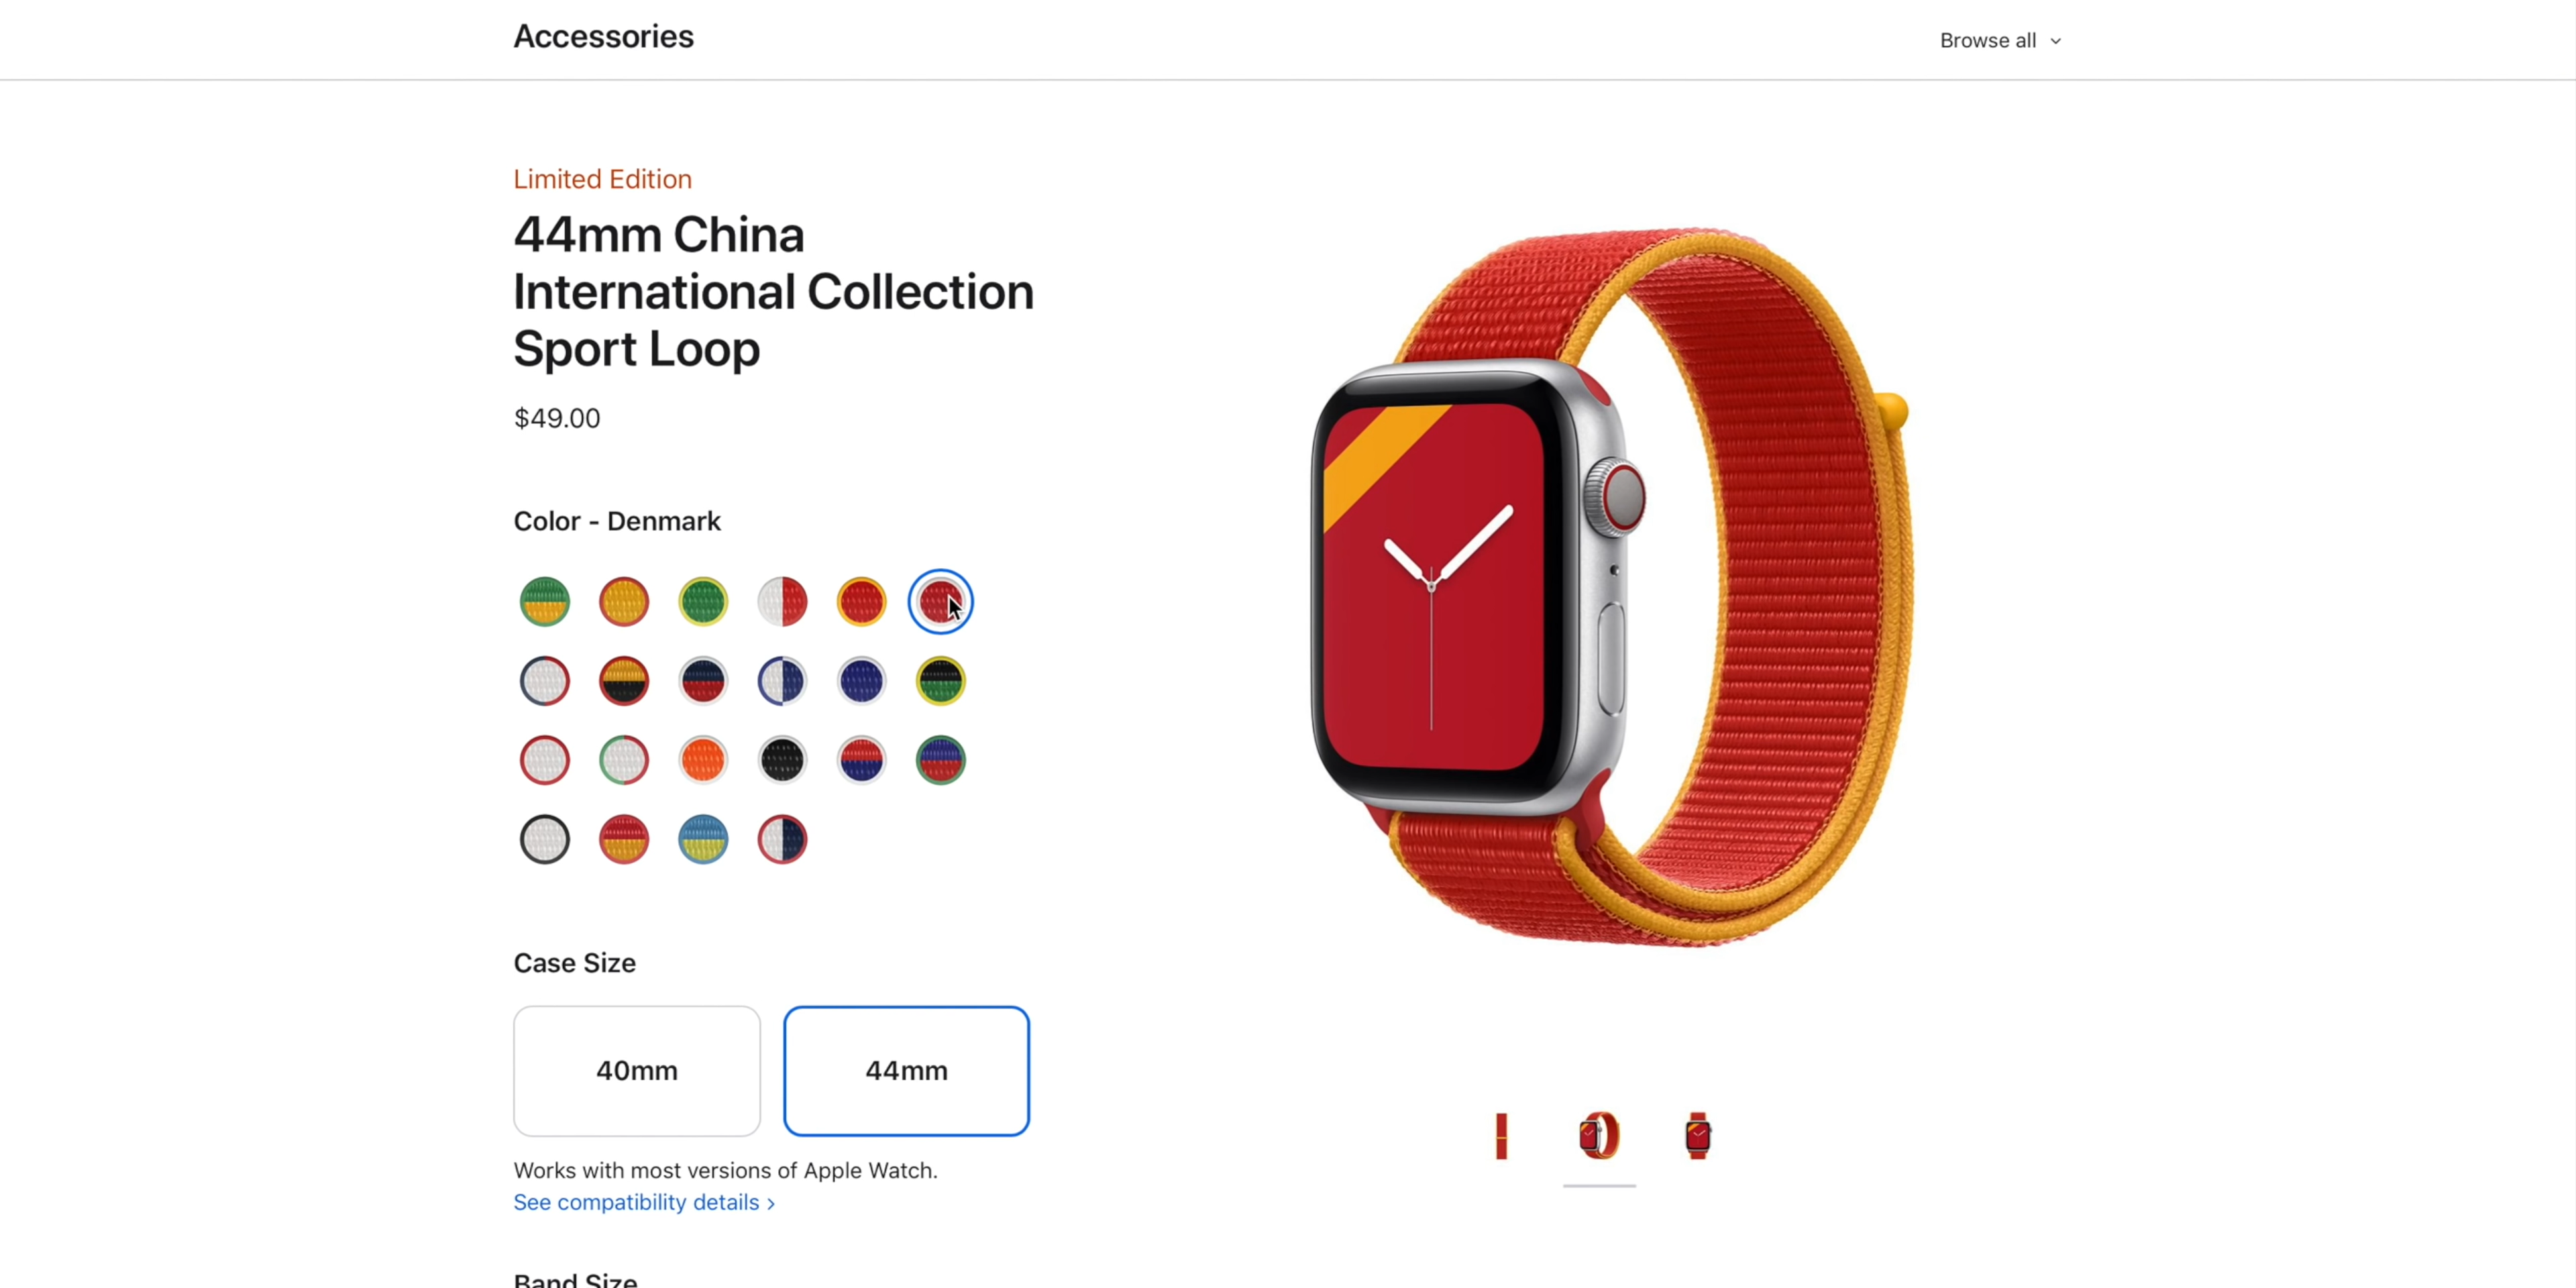 Accessories
Browse all
Limited Edition
44mm China
International Collection
Sport Loop
$49.00
Color - Denmark
Case Size
40mm
44mm
Works with most versions of Apple Watch.
See compatibility details ›
Band Size